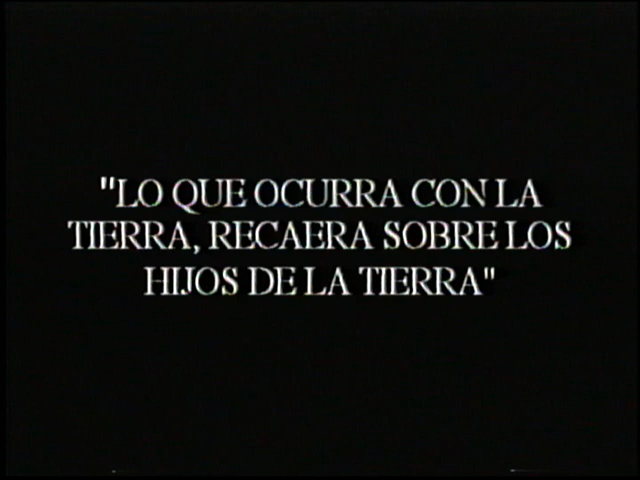 "LO QUE OCURRA CON LA
TIERRA, RECAERA SOBRE LOS
HIJOS DE LA TIERRA"